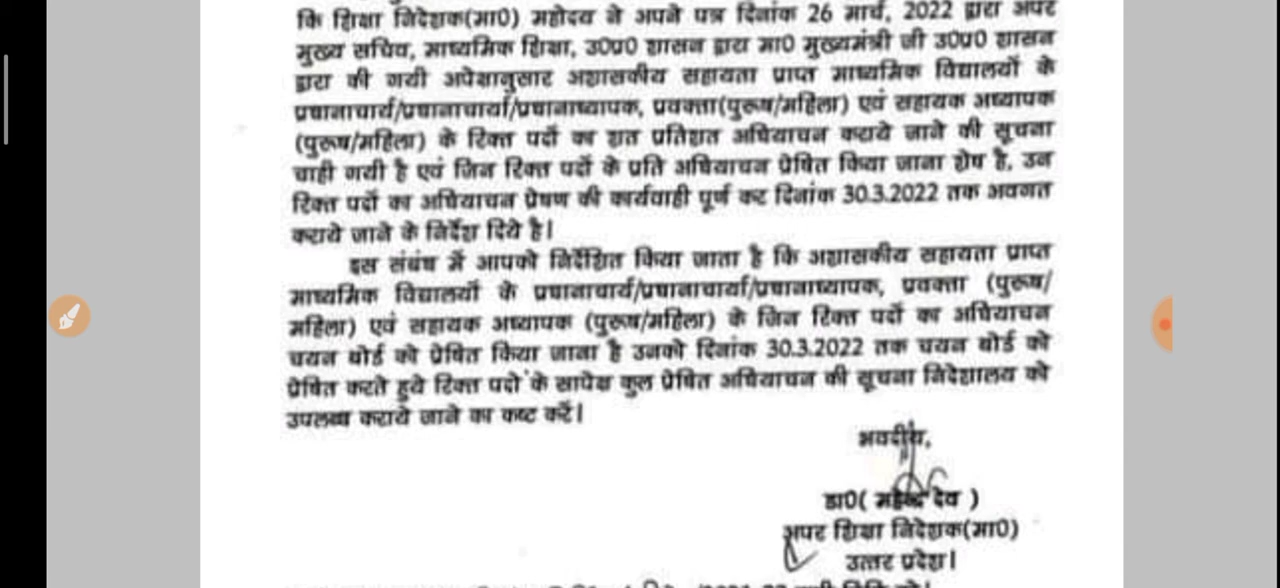 कि शिक्षा निदेशक(मा0) महोदय ने अपने पत्र दिनांक 26 मार्च, 2022 द्वारा अपर
मुख्य सचिव, माध्यमिक शिक्षा, उ0प्र0 शासन द्वारा मा0 मुख्यमंत्री जी उ0प्र0 शासन
द्वारा की गयी अपेक्षानुसार अशासकीय सहायता प्राप्त माध्यमिक विद्यालयों के
प्रधानाचार्य/प्रधानाचार्या/प्रधानाध्यापक, प्रवक्ता(पुरूष/महिला) एवं सहायक अध्यापक
(पुरूष/महिला) के रिक्त पदों का शत प्रतिशत अधियाचन कराये जाने की सूचना
चाही गयी है एवं जिन रिक्त पदों के प्रति अधियाचन प्रेषित किया जाना शेष है, उन
रिक्त पदों का अधियाचन प्रेषण की कार्यवाही पूर्ण कर दिनांक 30.3.2022 तक अवगत
कराये जाने के निर्देश दिये है।
इस संबंध में आपको निर्देशित किया जाता है कि अशासकीय सहायता प्राप्त
माध्यमिक विद्यालयों के प्रधानाचार्य/प्रधानाचार्या/प्रधानाध्यापक, प्रवक्ता (पुरूष/
महिला) एवं सहायक अध्यापक (पुरूष/महिला) के जिन रिक्त पदों का अधियाचन
चयन बोर्ड को प्रेषित किया जाना है उनको दिनांक 30.3.2022 तक चयन बोर्ड को
प्रेषित करते हुये रिक्त पदो के सापेक्ष कुल प्रेषित अधियाचन की सूचना निदेशालय को
उपलब्ध कराये जाने का कष्ट करें।
भवदीय,
डा0( महेन्द्र देव )
अपर शिक्षा निदेशक(मा0)
उत्तर प्रदेश।